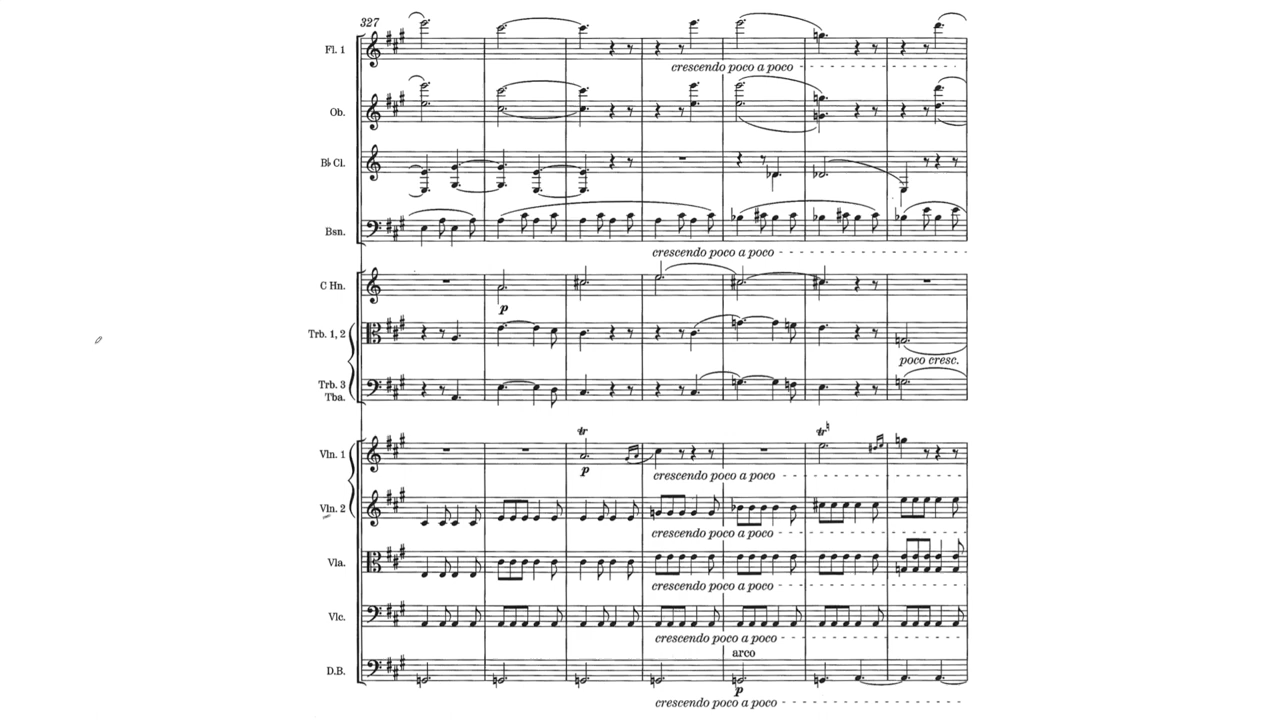 327
Fl. 1
crescendo poco a poco
Ob.
B♭ Cl.
Bsn.
crescendo poco a poco
C Hn.
p
Trb. 1, 2
poco cresc.
Trb. 3
Tba.
tr
tr
Vln. 1
p
crescendo poco a poco
Vln. 2
crescendo poco a poco
Vla.
crescendo poco a poco
Vlc.
crescendo poco a poco
arco
D.B.
p
crescendo poco a poco